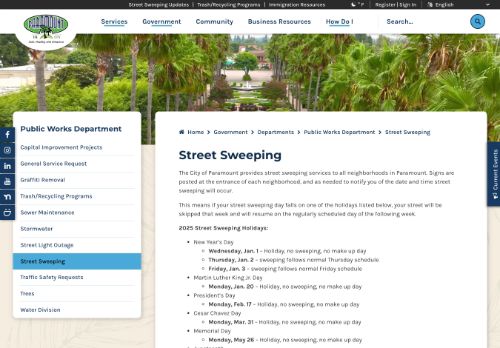 Street Sweeping Updates | Trash/Recycling Programs | Immigration Resources
° F
Register | Sign In
English
PARAMOUNT
Services
Government
Community
Business Resources
How Do I
Search...
Public Works Department
Capital Improvement Projects
General Service Request
Graffiti Removal
Trash/Recycling Programs
Sewer Maintenance
Stormwater
Street Light Outage
Street Sweeping
Traffic Safety Requests
Trees
Water Division
Home > Government > Departments > Public Works Department > Street Sweeping
Street Sweeping
The City of Paramount provides street sweeping services to all neighborhoods in Paramount. Signs are
posted at the entrance of each neighborhood, and as needed to notify you of the date and time street
sweeping will occur.
This means if your street sweeping day falls on one of the holidays listed below, your street will be
skipped that week and will resume on the regularly scheduled day of the following week.
2025 Street Sweeping Holidays:
New Year's Day
Wednesday, Jan. 1 – Holiday, no sweeping, no make up day
Thursday, Jan. 2 – sweeping follows normal Thursday schedule
Friday, Jan. 3 – sweeping follows normal Friday schedule
Martin Luther King Jr. Day
Monday, Jan. 20 – Holiday, no sweeping, no make up day
President's Day
Monday, Feb. 17 – Holiday, no sweeping, no make up day
Cesar Chavez Day
Monday, Mar. 31 – Holiday, no sweeping, no make up day
Memorial Day
Monday, May 26 – Holiday, no sweeping, no make up day
Current Events